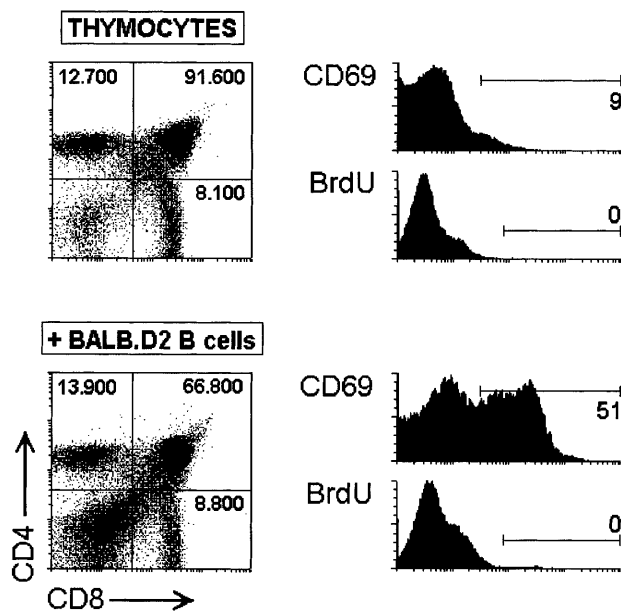 THYMOCYTES
12.700 91.600
8.100
CD69
9
BrdU
0
+ BALB.D2 B cells
13.900 66.800
8.800
CD69
51
BrdU
0
CD4
CD8